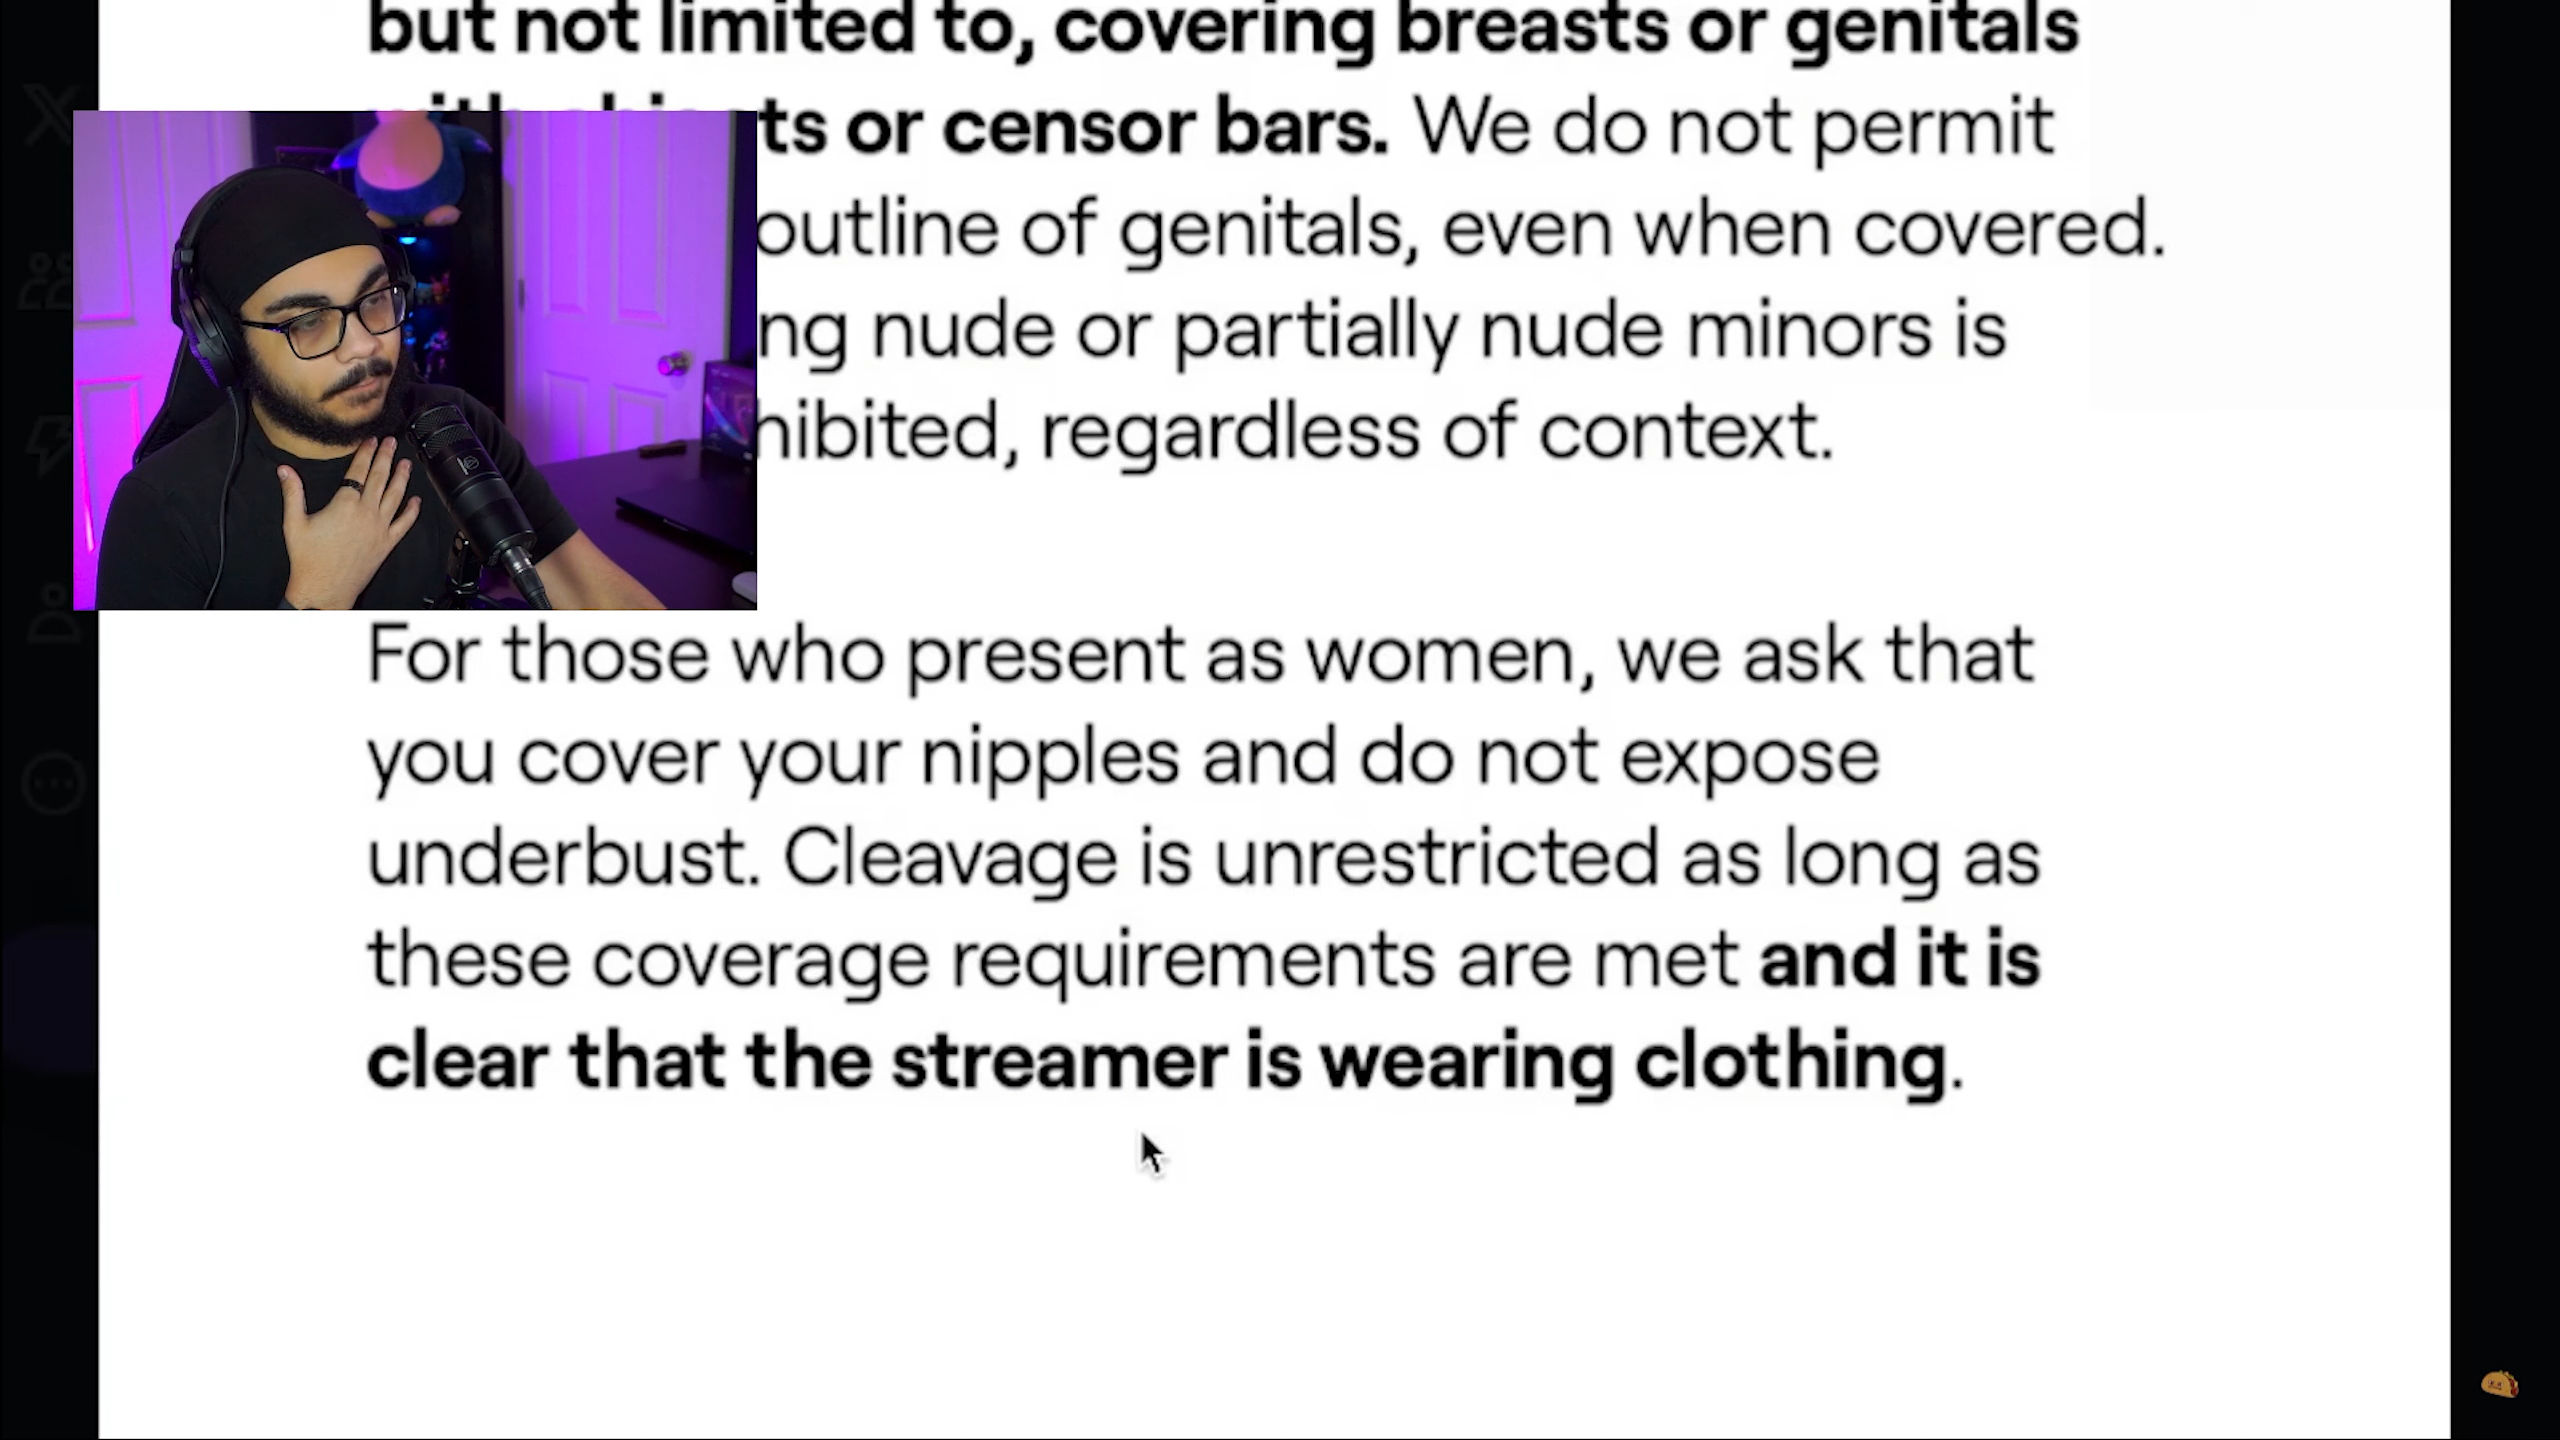 but not limited to, covering breasts or genitals
ts or censor bars. We do not permit
outline of genitals, even when covered.
ng nude or partially nude minors is
hibited, regardless of context.
For those who present as women, we ask that
you cover your nipples and do not expose
underbust. Cleavage is unrestricted as long as
these coverage requirements are met and it is
clear that the streamer is wearing clothing.